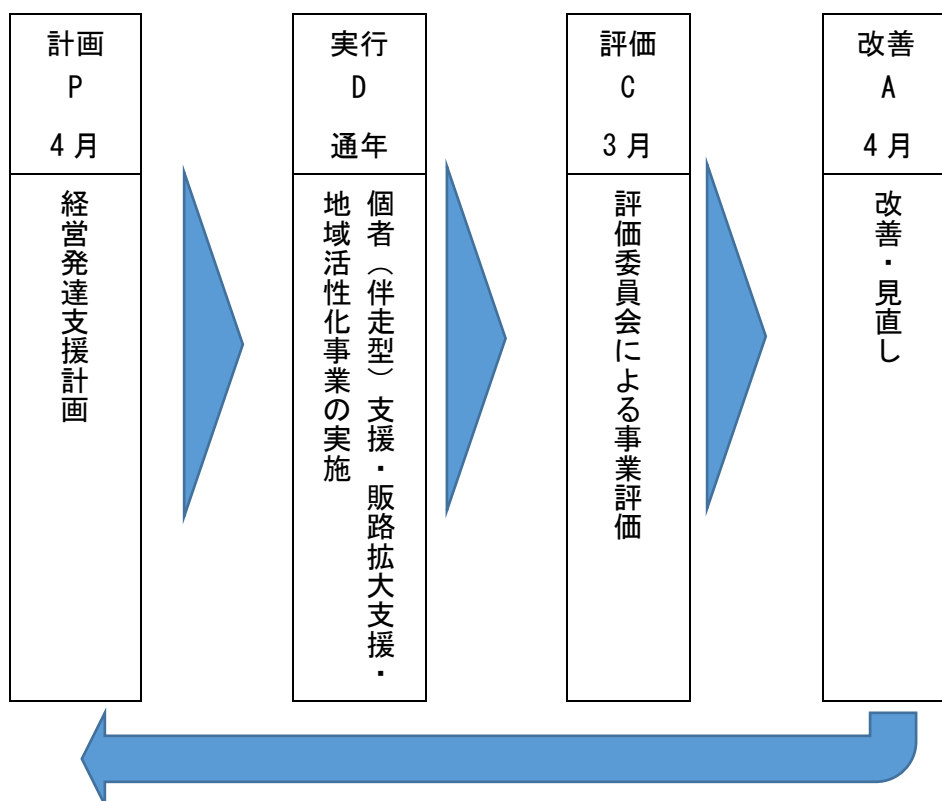 計画
P
4月
経営発達支援計画
実行
D
通年
個者（伴走型）支援・販路拡大支援・
地域活性化事業の実施
評価
C
3月
評価委員会による事業評価
改善
A
4月
改善・見直し